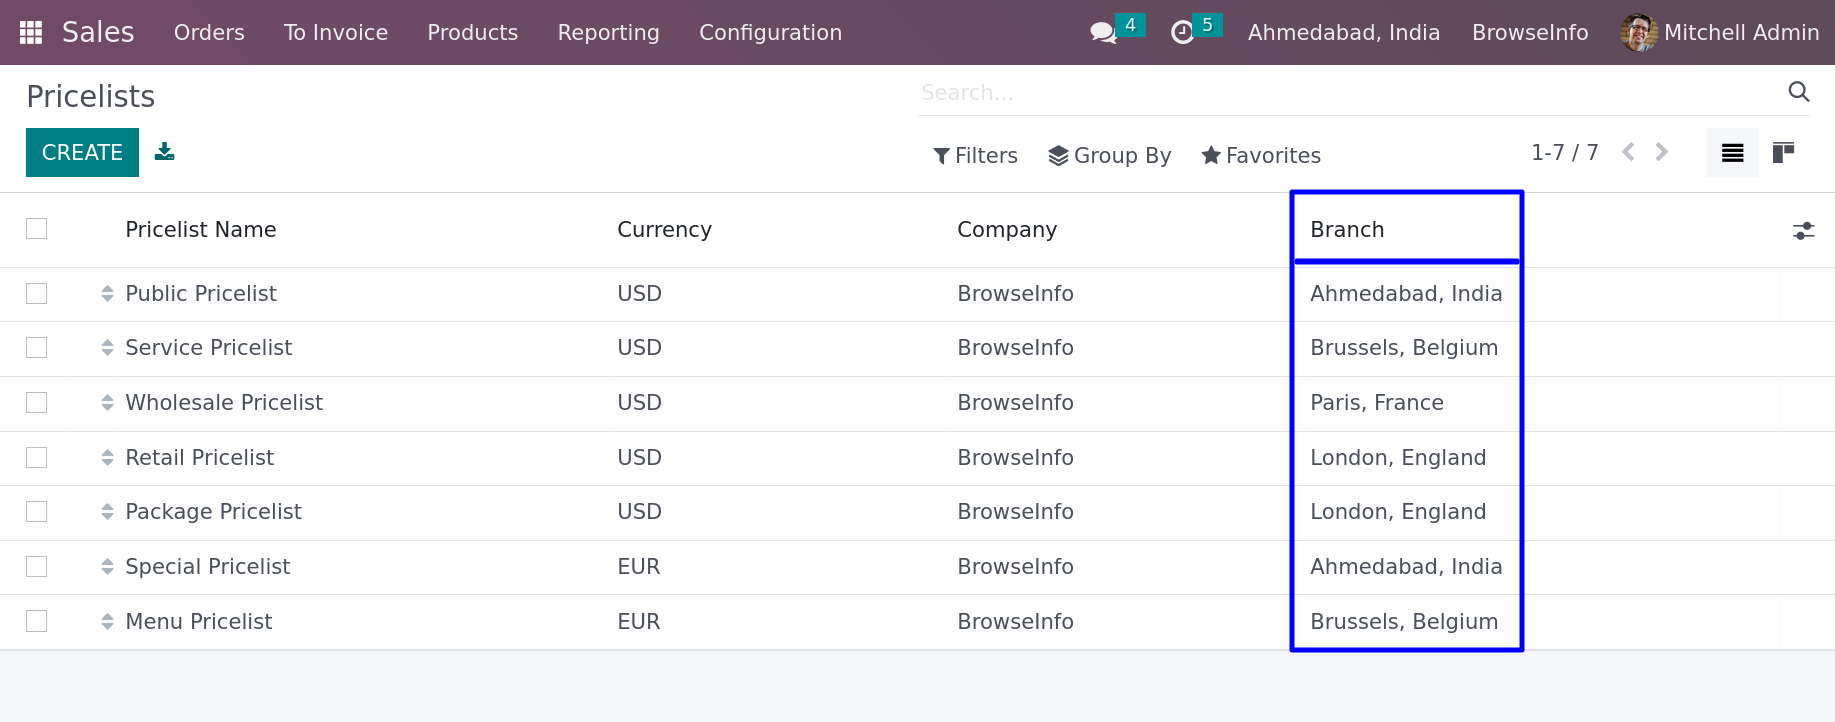 Sales Orders To Invoice Products Reporting Configuration 4 5 Ahmedabad, India BrowseInfo Mitchell Admin
Pricelists
Search...
CREATE
Filters Group By Favorites 1-7 / 7
Pricelist Name Currency Company Branch
Public Pricelist USD BrowseInfo Ahmedabad, India
Service Pricelist USD BrowseInfo Brussels, Belgium
Wholesale Pricelist USD BrowseInfo Paris, France
Retail Pricelist USD BrowseInfo London, England
Package Pricelist USD BrowseInfo London, England
Special Pricelist EUR BrowseInfo Ahmedabad, India
Menu Pricelist EUR BrowseInfo Brussels, Belgium